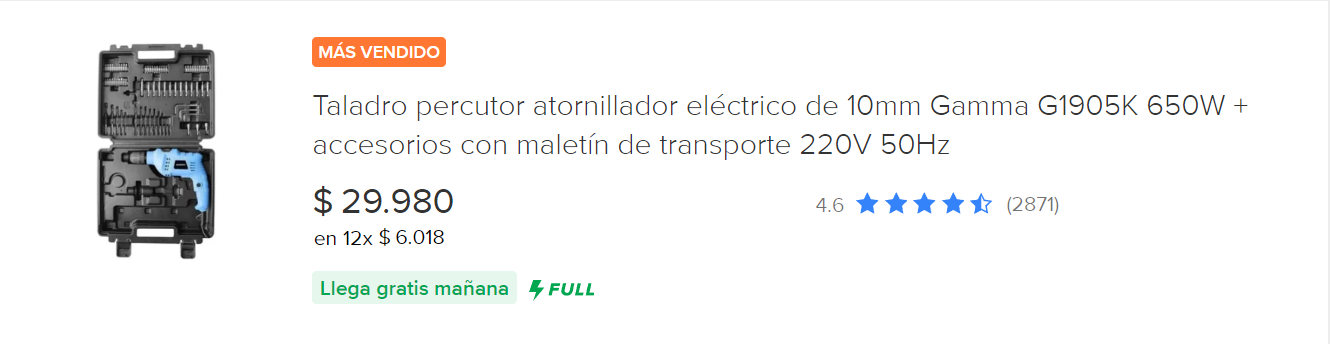 MÁS VENDIDO
Taladro percutor atornillador eléctrico de 10mm Gamma G1905K 650W +
accesorios con maletín de transporte 220V 50Hz
$ 29.980
4.6 (2871)
en 12x $ 6.018
Llega gratis mañana FULL